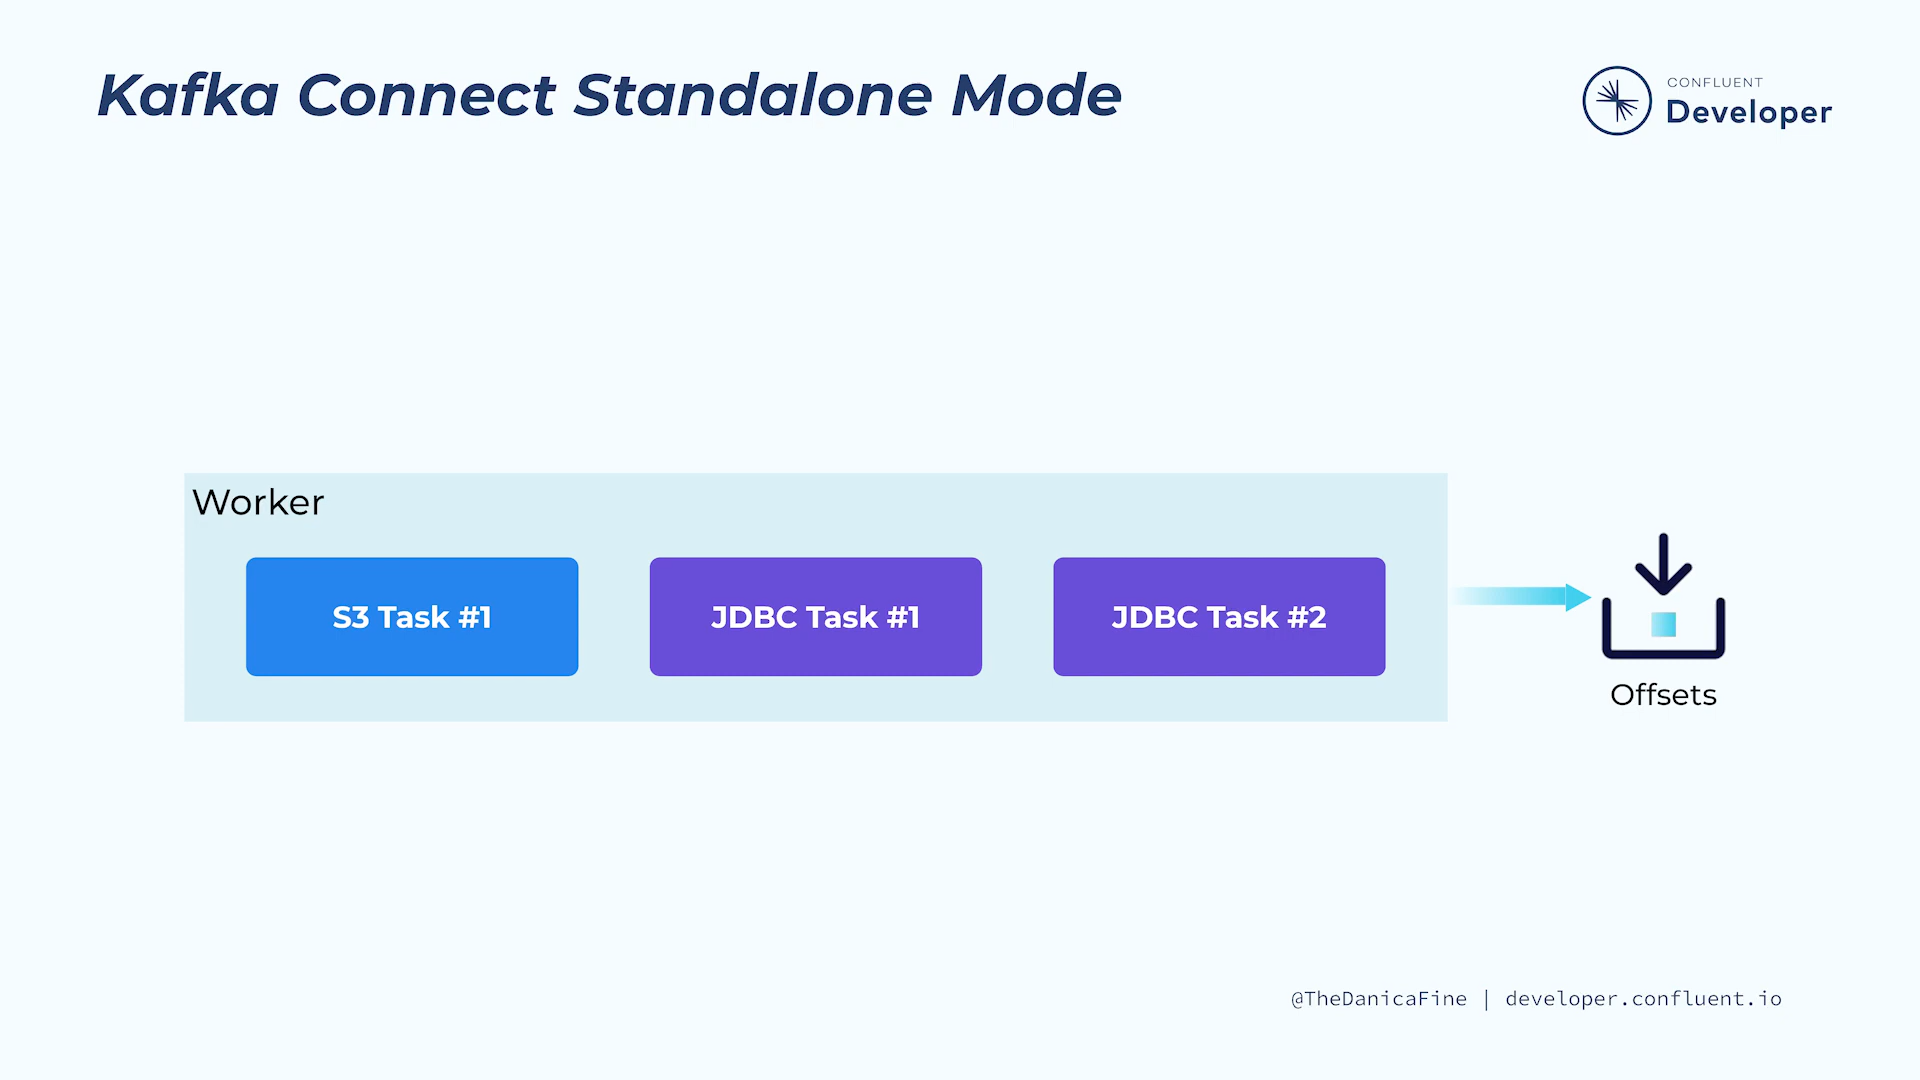 Kafka Connect Standalone Mode
CONFLUENT
Developer
Worker
S3 Task #1
JDBC Task #1
JDBC Task #2
Offsets
@TheDanicaFine | developer.confluent.io